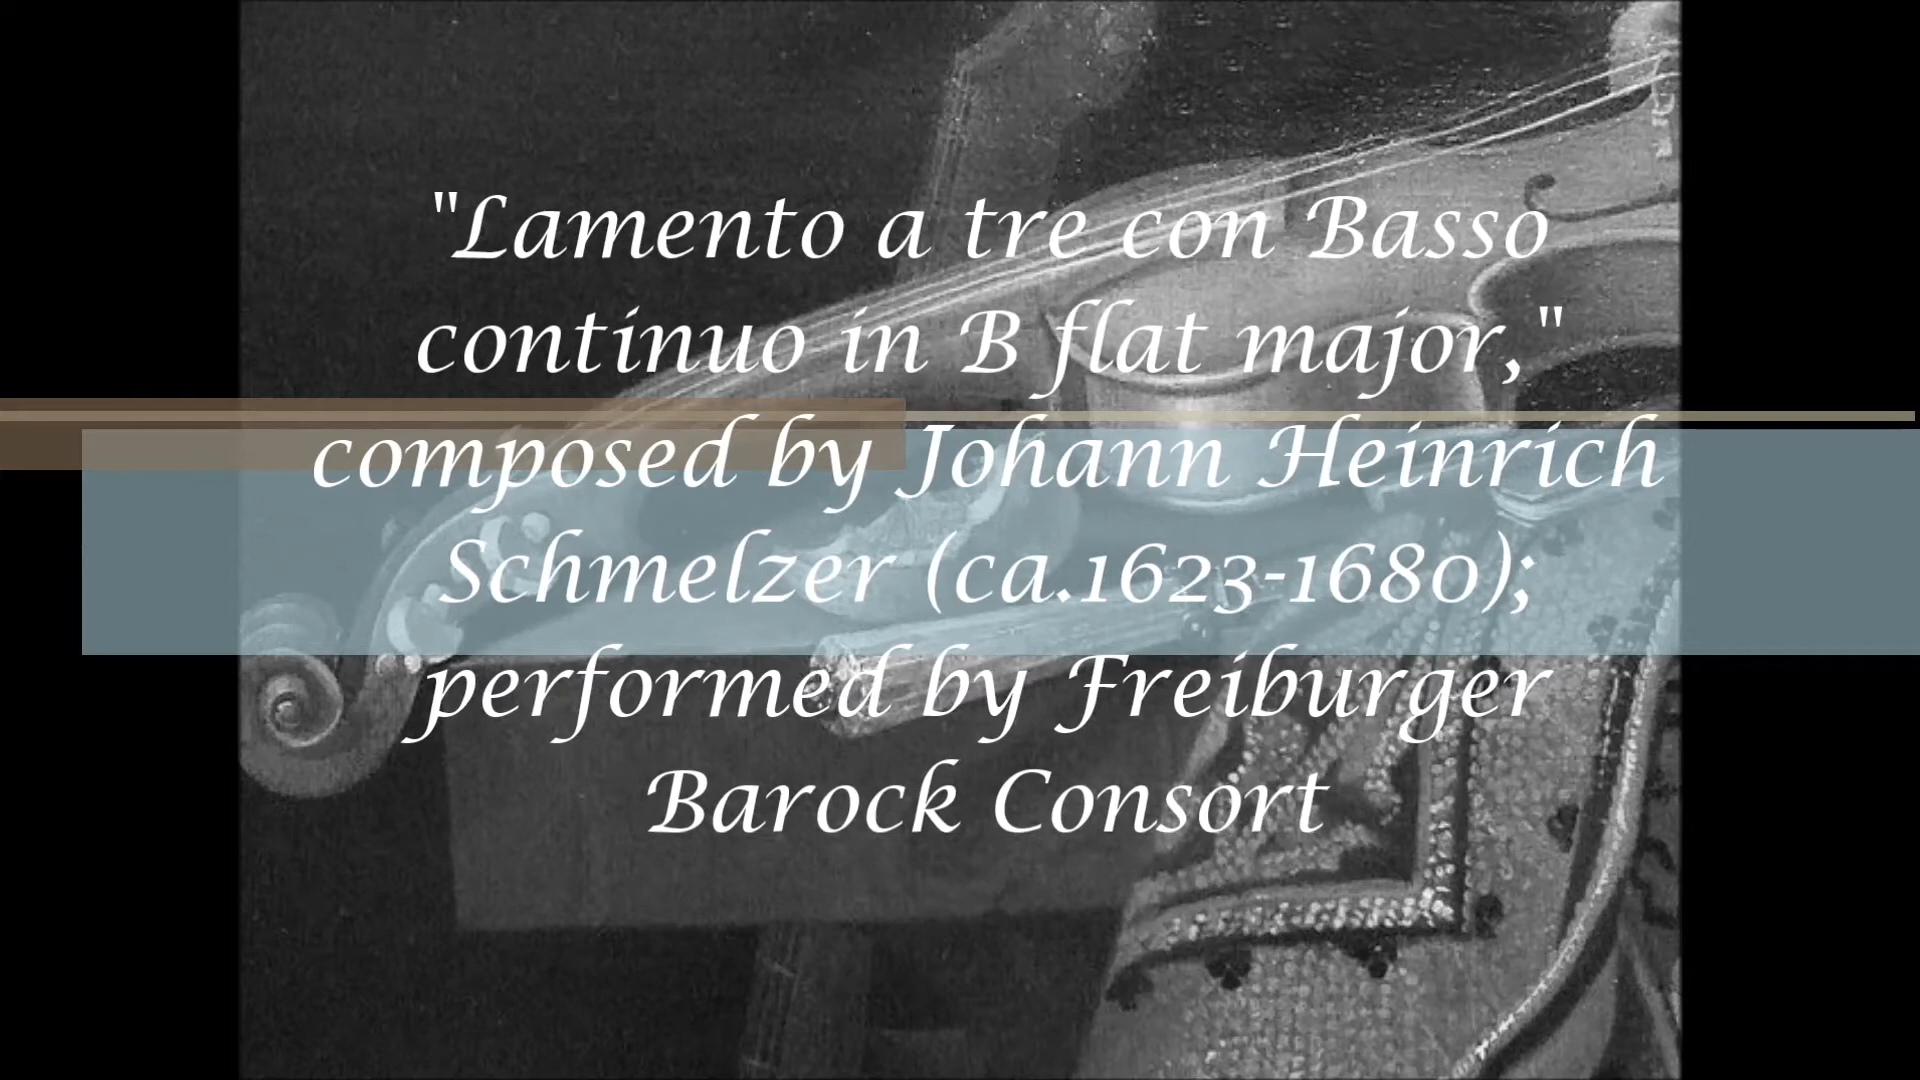 "Lamento a tre con Basso
continuo in B flat major,"
composed by Johann Heinrich
Schmelzer (ca.1623-1680);
performed by Freiburger
Barock Consort